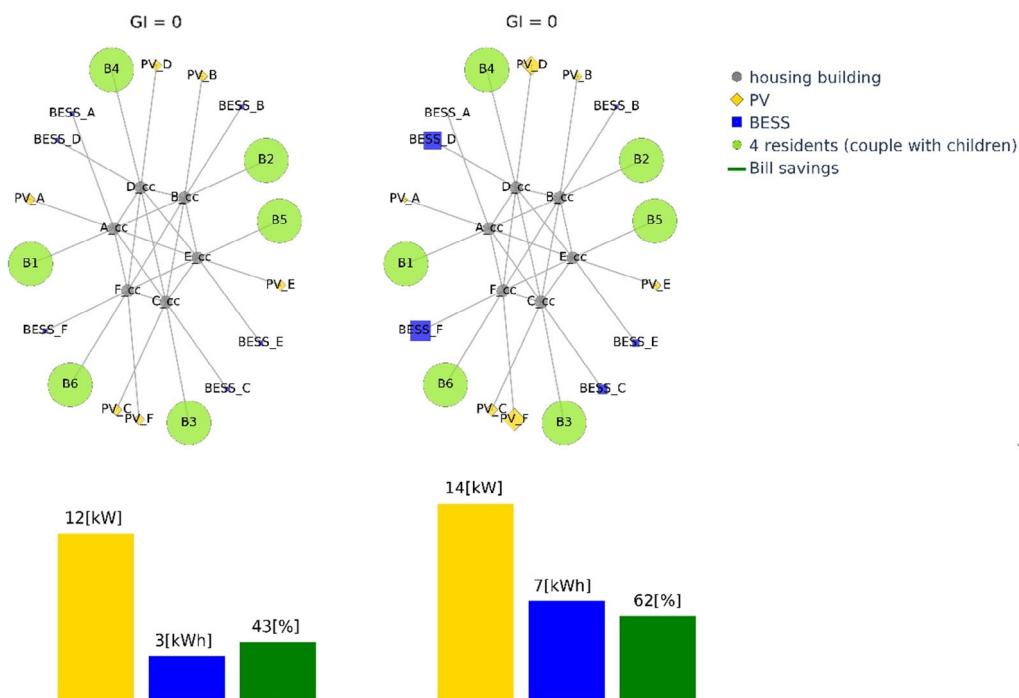 GI = 0
B4
PV_D
PV_B
BESS_A
BESS_B
BESS_D
B2
D_cc
B_cc
PV_A
B5
A_cc
B1
E_cc
PV_E
F_cc
C_cc
BESS_F
BESS_E
B6
BESS_C
PV_C
PV_F
B3
GI = 0
B4
PV_D
PV_B
BESS_A
BESS_B
BESS_D
B2
D_cc
B_cc
PV_A
B5
A_cc
B1
E_cc
PV_E
F_cc
C_cc
BESS_F
BESS_E
B6
BESS_C
PV_C
PV_F
B3
housing building
PV
BESS
4 residents (couple with children)
Bill savings
12[kW]
3[kWh]
43[%]
14[kW]
7[kWh]
62[%]